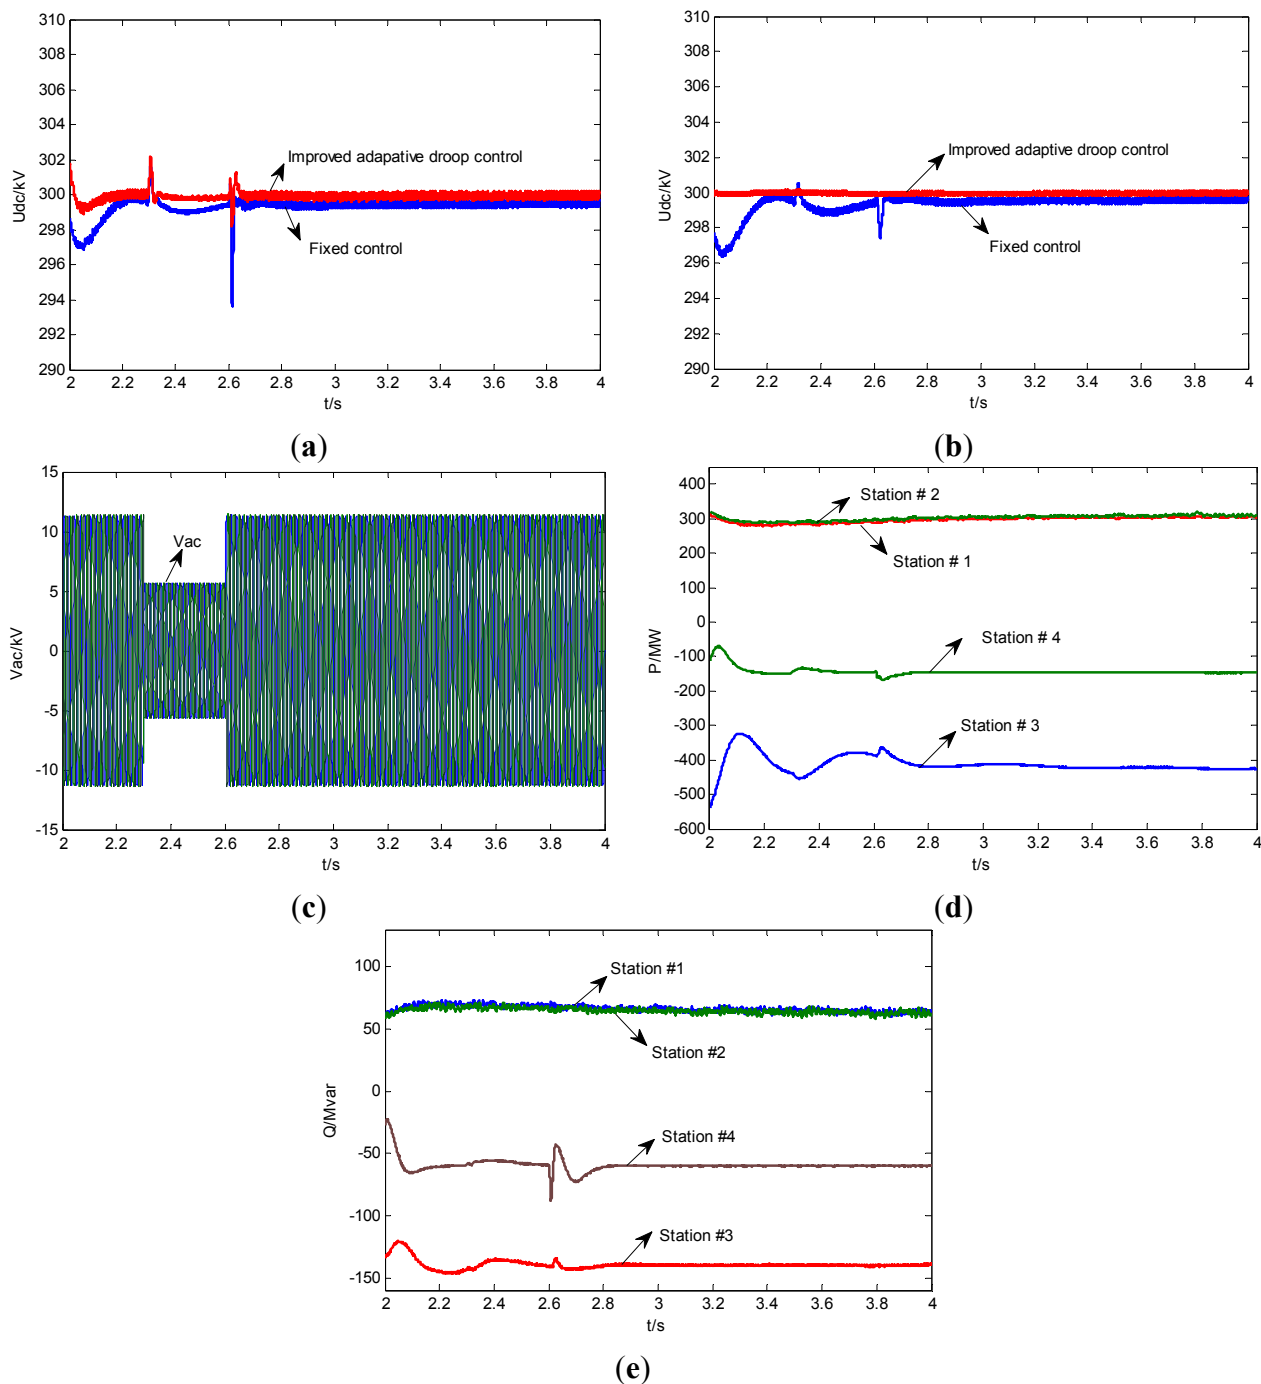 310
308
306
304
302
300
298
296
294
292
290
Udc/kV
Improved adapative droop control
Fixed control
2 2.2 2.4 2.6 2.8 3 3.2 3.4 3.6 3.8 4
t/s
(a)
310
308
306
304
302
300
298
296
294
292
290
Udc/kV
Improved adaptive droop control
Fixed control
2 2.2 2.4 2.6 2.8 3 3.2 3.4 3.6 3.8 4
t/s
(b)
15
10
5
0
-5
-10
-15
Vac/kV
Vac
2 2.2 2.4 2.6 2.8 3 3.2 3.4 3.6 3.8 4
t/s
(c)
400
300
200
100
0
-100
-200
-300
-400
-500
-600
P/MW
Station # 2
Station # 1
Station # 4
Station # 3
2 2.2 2.4 2.6 2.8 3 3.2 3.4 3.6 3.8 4
t/s
(d)
100
50
0
-50
-100
-150
Q/Mvar
Station #1
Station #2
Station #4
Station #3
2 2.2 2.4 2.6 2.8 3 3.2 3.4 3.6 3.8 4
t/s
(e)